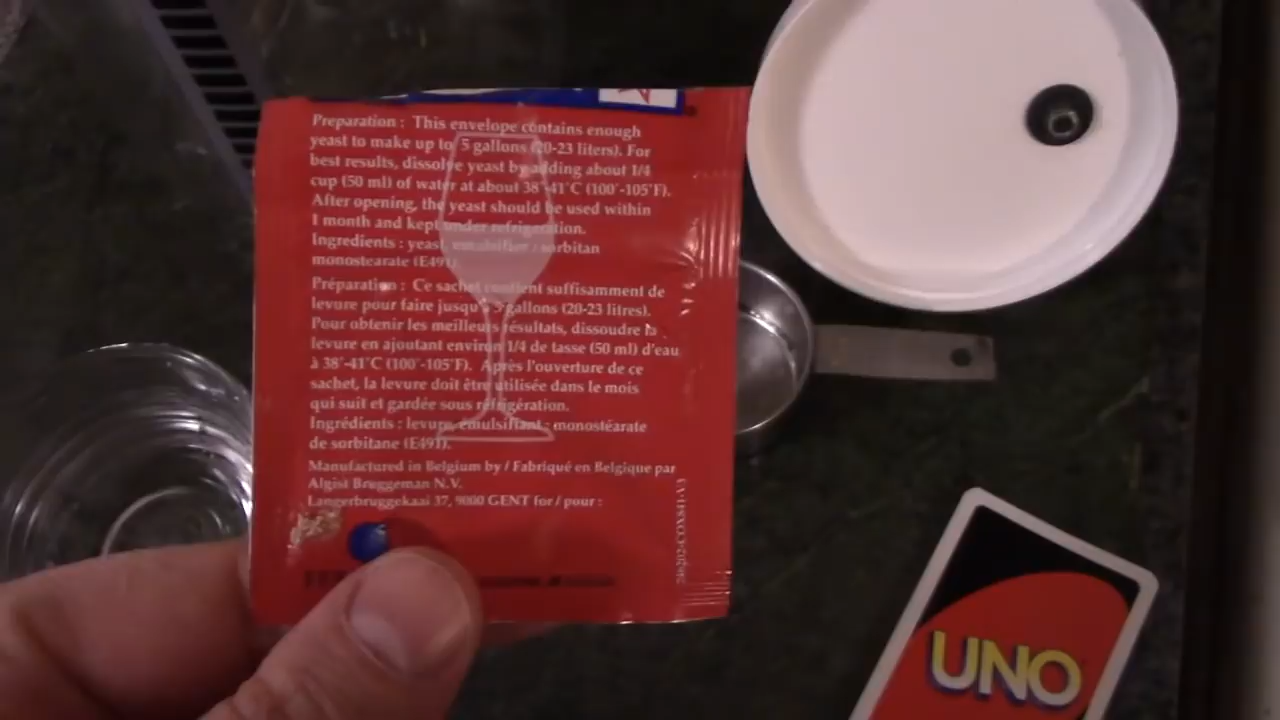 Preparation : This envelope contains enough
yeast to make up to 5 gallons (20-23 liters). For
best results, dissolve yeast by adding about 1/4
cup (50 ml) of water at about 38°-41°C (100°-105°F).
After opening, the yeast should be used within
1 month and kept under refrigeration.
Ingredients : yeast, emulsifier : sorbitan
monostearate (E491).
Préparation : Ce sachet contient suffisamment de
levure pour faire jusqu'à 5 gallons (20-23 litres).
Pour obtenir les meilleurs résultats, dissoudre la
levure en ajoutant environ 1/4 de tasse (50 ml) d'eau
à 38°-41°C (100°-105°F). Après l'ouverture de ce
sachet, la levure doit être utilisée dans le mois
qui suit et gardée sous réfrigération.
Ingrédients : levure, émulsifiant : monostéarate
de sorbitane (E491).
Manufactured in Belgium by / Fabriqué en Belgique par
Algist Bruggeman N.V.
Langerbruggekaai 37, 9000 GENT for / pour :
UNO